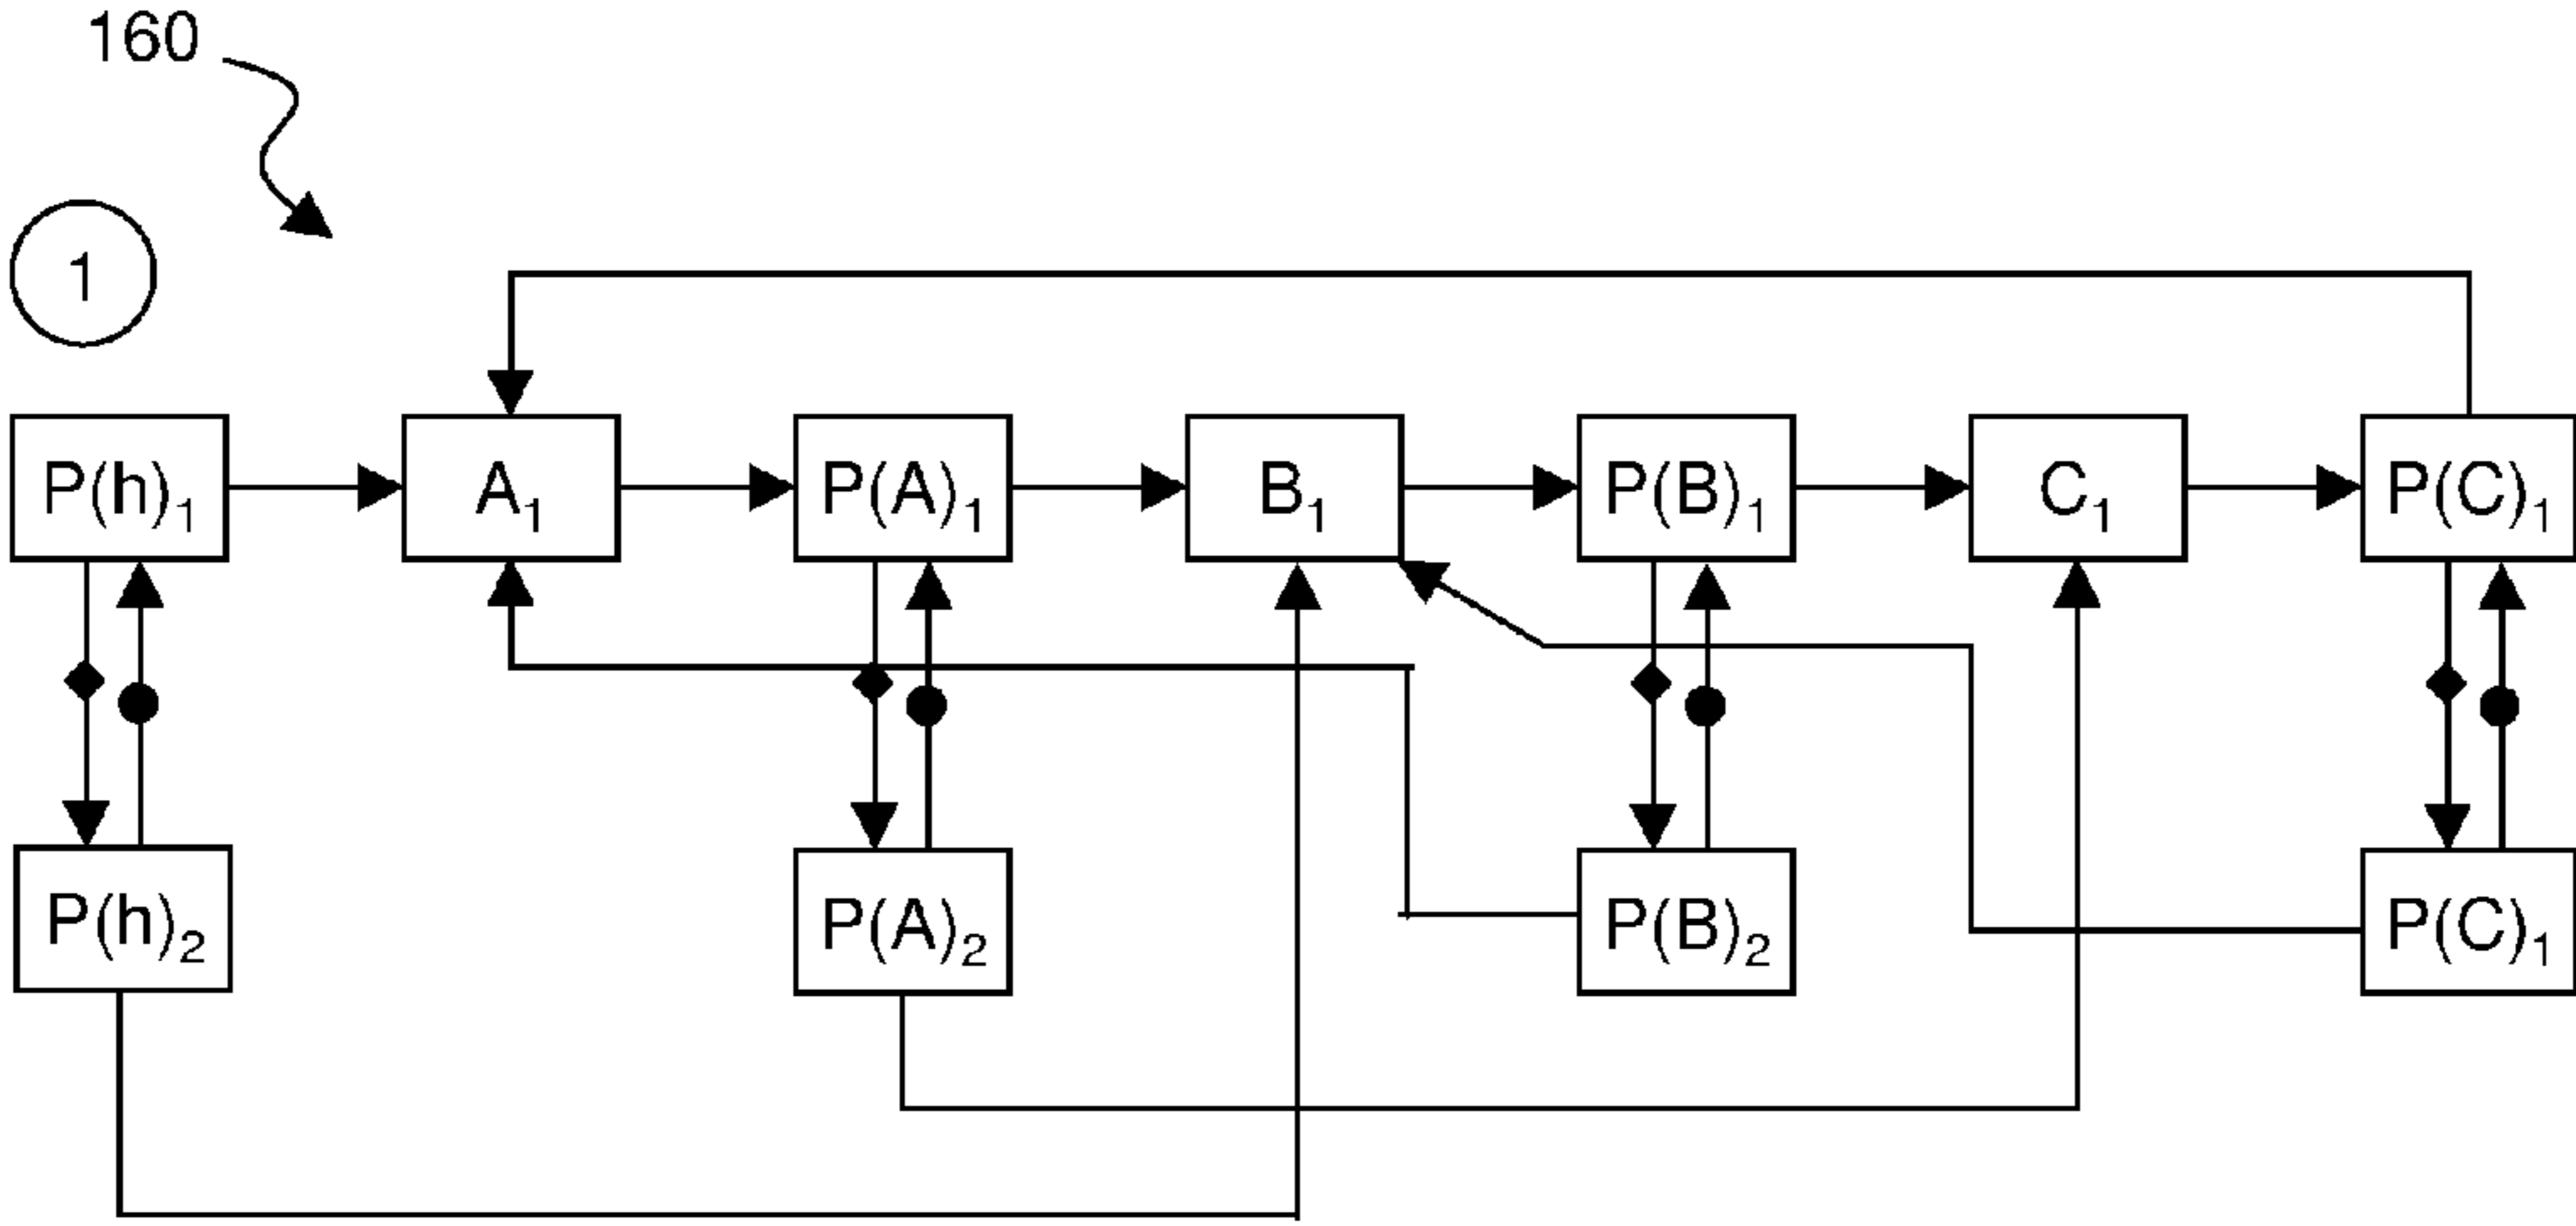 160
1
P(h)₁ A₁ P(A)₁ B₁ P(B)₁ C₁ P(C)₁
P(h)₂ P(A)₂ P(B)₂ P(C)₁